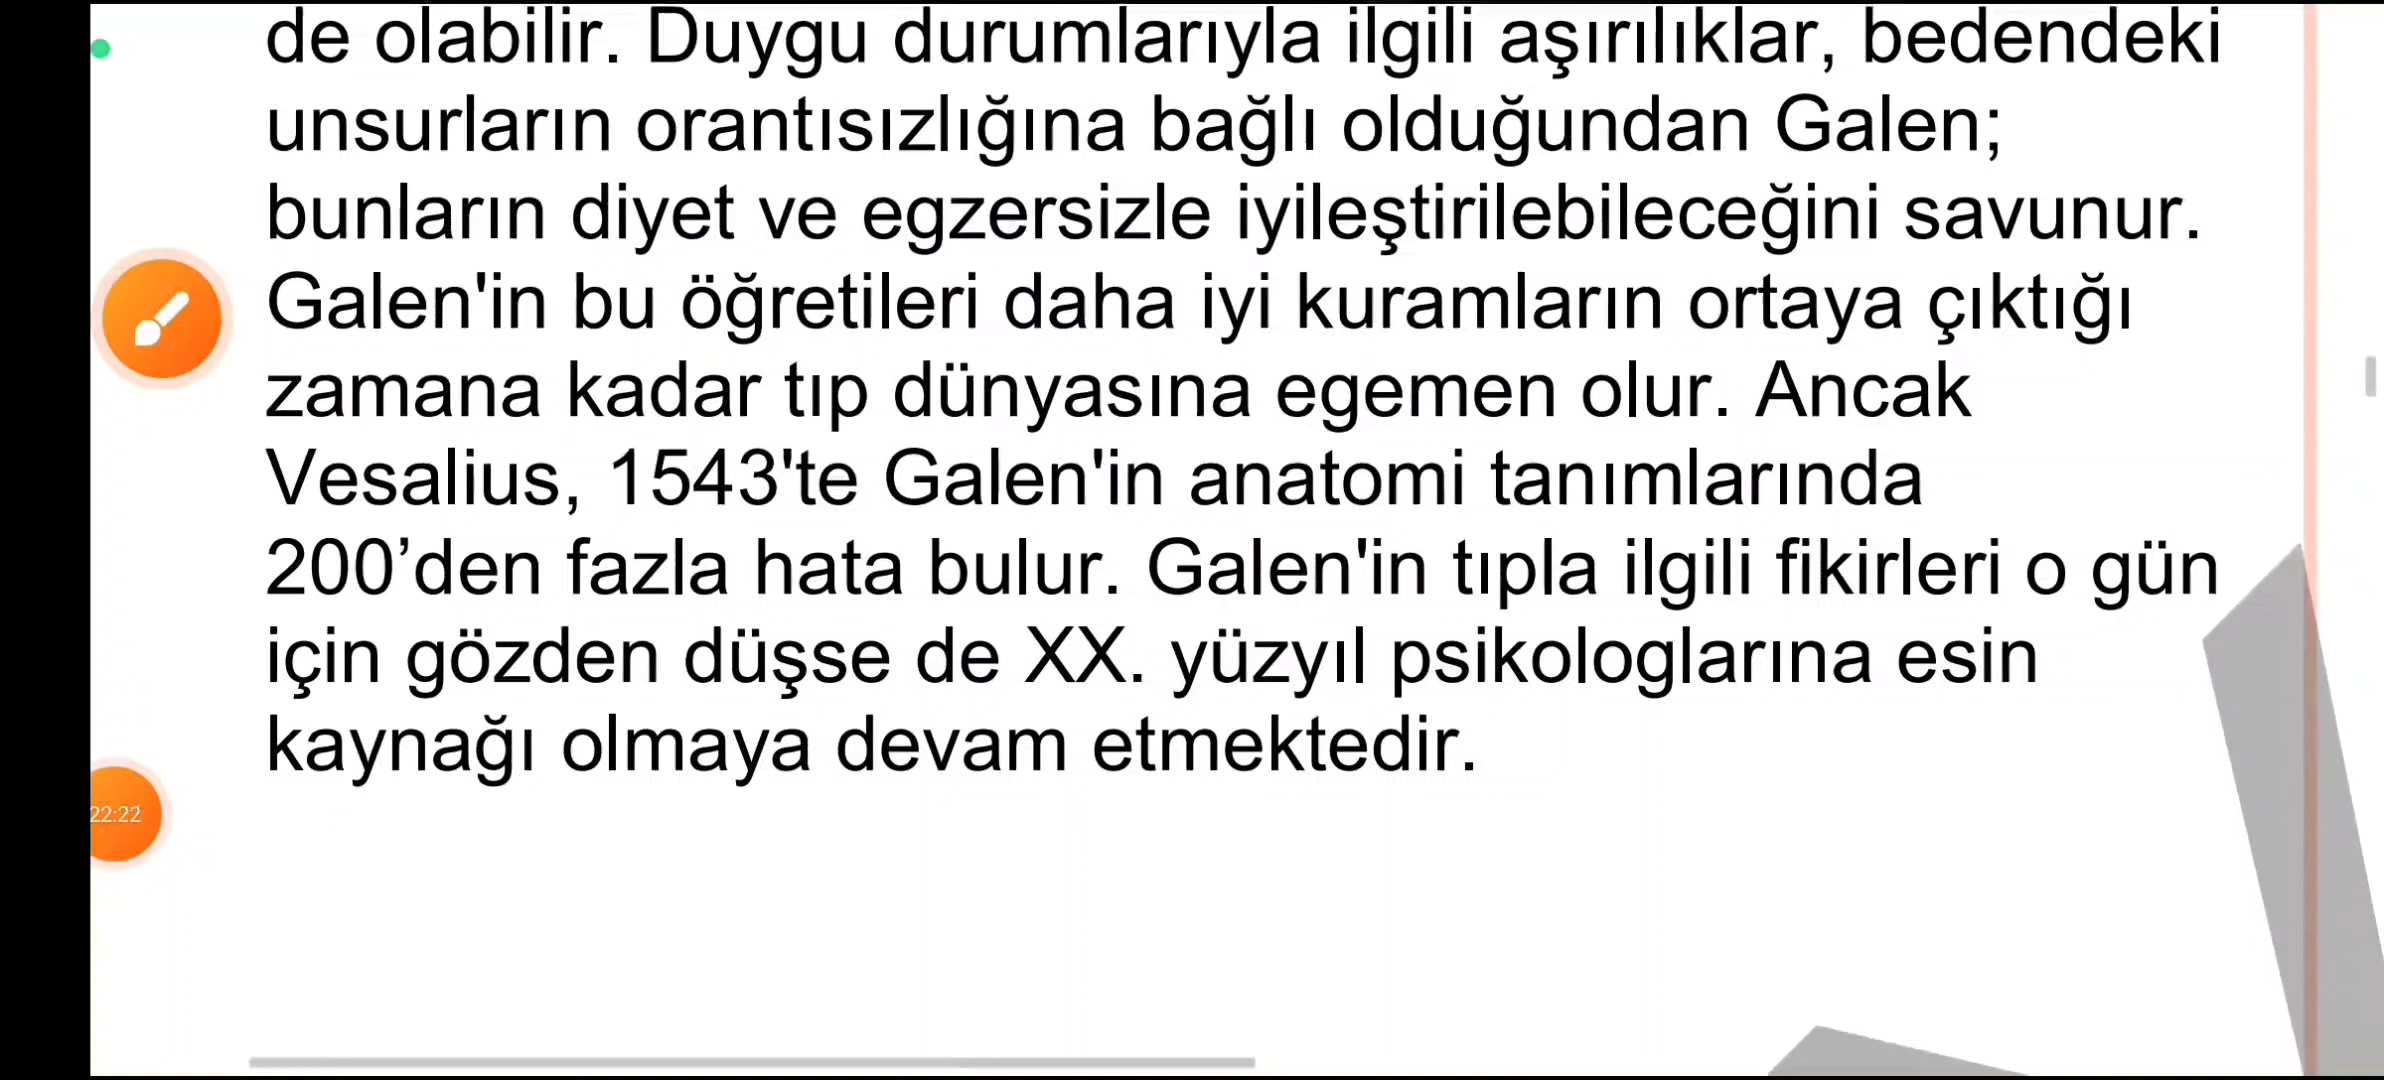 de olabilir. Duygu durumlarıyla ilgili aşırılıklar, bedendeki
unsurların orantısızlığına bağlı olduğundan Galen;
bunların diyet ve egzersizle iyileştirilebileceğini savunur.
Galen'in bu öğretileri daha iyi kuramların ortaya çıktığı
zamana kadar tıp dünyasına egemen olur. Ancak
Vesalius, 1543'te Galen'in anatomi tanımlarında
200’den fazla hata bulur. Galen'in tıpla ilgili fikirleri o gün
için gözden düşse de XX. yüzyıl psikologlarına esin
kaynağı olmaya devam etmektedir.
22:22